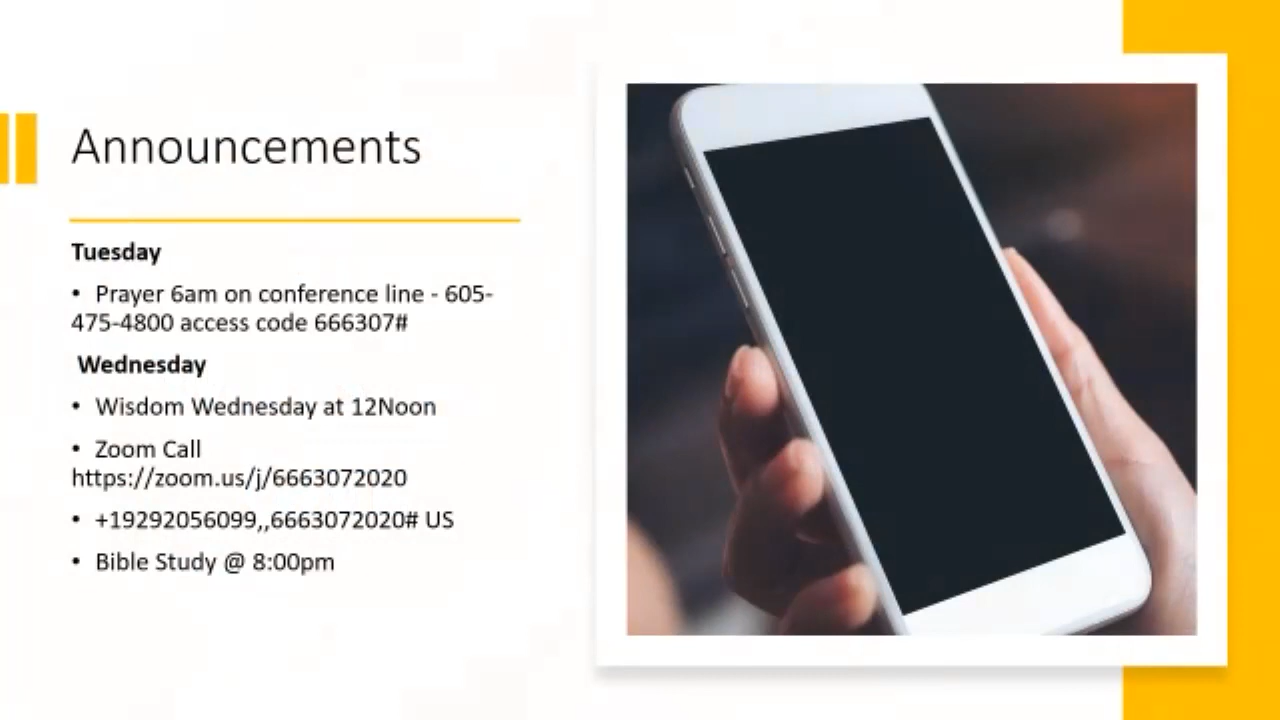 Announcements
Tuesday
• Prayer 6am on conference line - 605-
475-4800 access code 666307#
Wednesday
• Wisdom Wednesday at 12Noon
• Zoom Call
https://zoom.us/j/6663072020
• +19292056099,,6663072020# US
• Bible Study @ 8:00pm